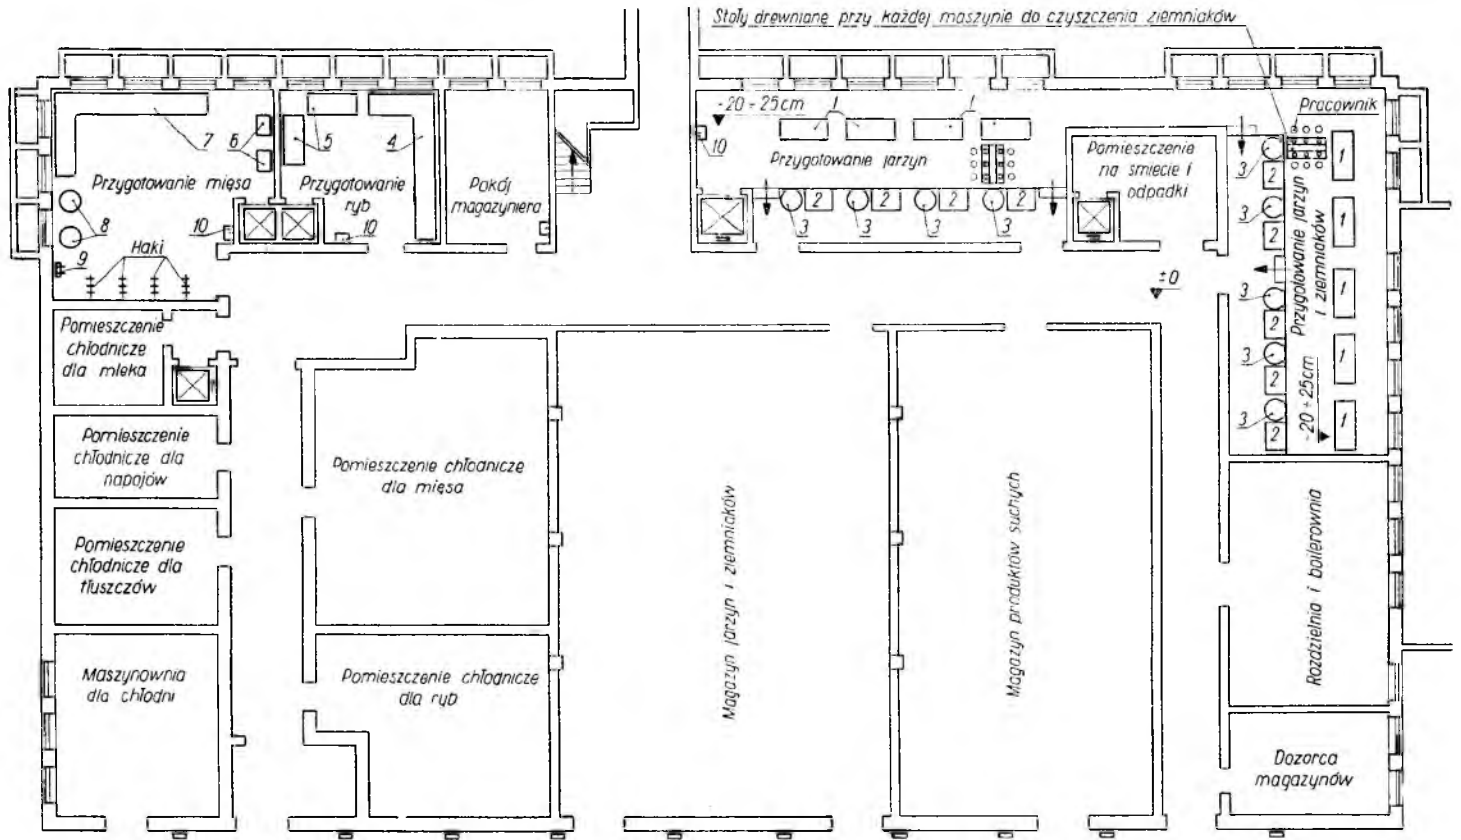 Stoły drewniane przy każdej maszynie do czyszczenia ziemniaków
-20 ÷ 25cm
1
1
Pracownik
7
6
5
4
10
3
1
Przygotowanie mięsa
Przygotowanie
ryb
Pokój
magazyniera
Przygotowanie jarzyn
Pomieszczenie
na śmiecie i
odpadki
2
8
10
10
2
2
2
2
3
3
3
3
3
2
1
Haki
9
±0
Przygotowanie jarzyn
i ziemniaków
3
2
1
3
2
1
3
2
1
-20 ÷ 25cm
Pomieszczenie
chłodnicze
dla mleka
Pomieszczenie
chłodnicze dla
napojów
Pomieszczenie chłodnicze
dla mięsa
Pomieszczenie
chłodnicze dla
tłuszczów
Magazyn jarzyn i ziemniaków
Magazyn produktów suchych
Rozdzielnia i boilerownia
Maszynownia
dla chłodni
Pomieszczenie chłodnicze
dla ryb
Dozorca
magazynów